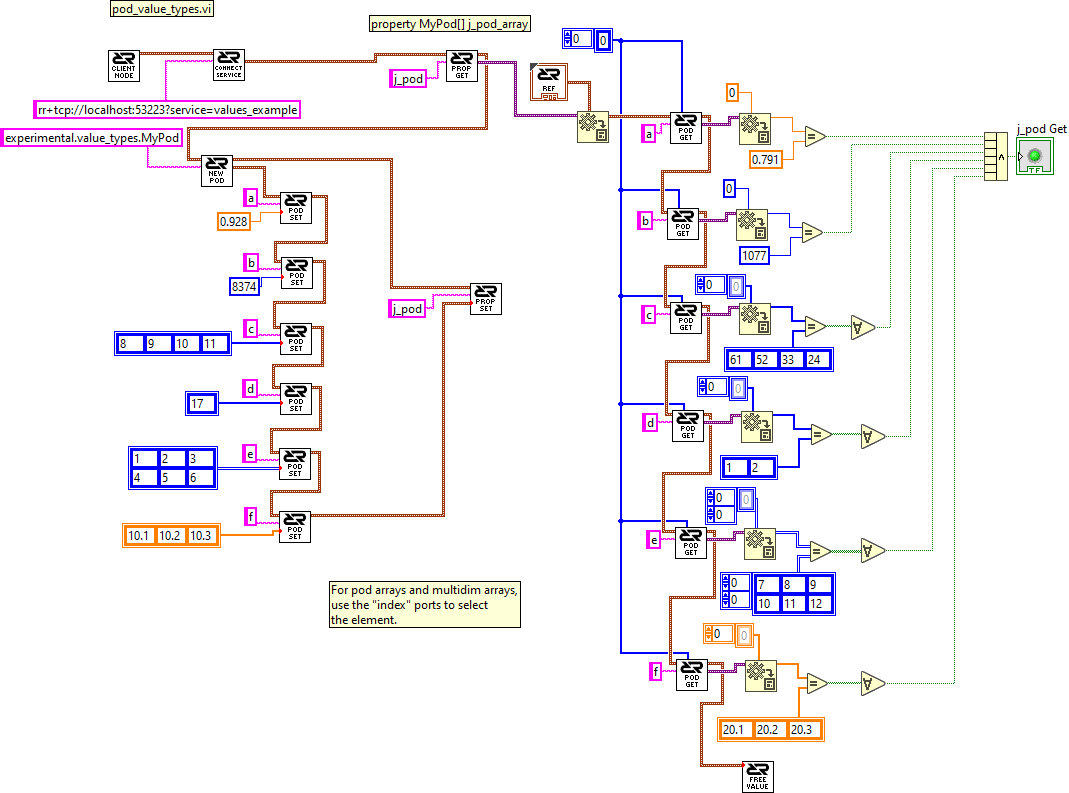 pod_value_types.vi
property MyPod[] j_pod_array
0
0
CLIENT NODE
CONNECT SERVICE
PROP GET
j_pod
REF
rr+tcp://localhost:53223?service=values_example
experimental.value_types.MyPod
NEW POD
a
0.928
POD SET
b
8374
POD SET
c
8 9 10 11
POD SET
d
17
POD SET
e
1 2 3
4 5 6
POD SET
f
10.1 10.2 10.3
POD SET
j_pod
PROP SET
For pod arrays and multidim arrays,
use the "index" ports to select
the element.
a
POD GET
0
0.791
=
b
POD GET
0
1077
=
c
POD GET
0 0
61 52 33 24
=
∀
d
POD GET
0 0
1 2
=
∀
e
POD GET
0 0
0
0 7 8 9
0 10 11 12
=
∀
f
POD GET
0 0
20.1 20.2 20.3
=
∀
FREE VALUE
∧
j_pod Get
TF